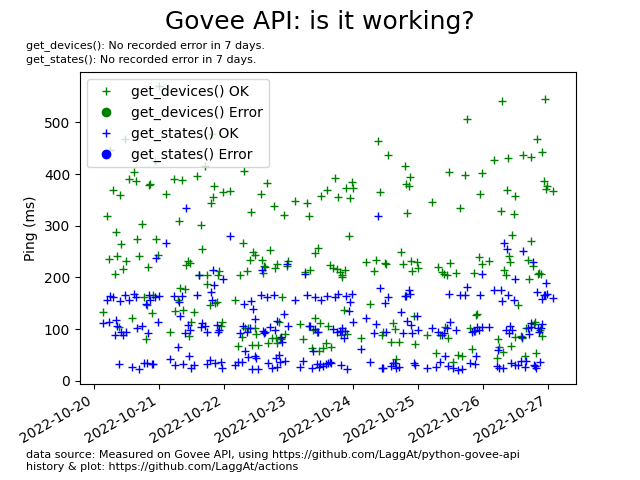 Govee API: is it working?
get_devices(): No recorded error in 7 days.
get_states(): No recorded error in 7 days.
get_devices() OK
get_devices() Error
get_states() OK
get_states() Error
Ping (ms)
500
400
300
200
100
0
2022-10-20
2022-10-21
2022-10-22
2022-10-23
2022-10-24
2022-10-25
2022-10-26
2022-10-27
data source: Measured on Govee API, using https://github.com/LaggAt/python-govee-api
history & plot: https://github.com/LaggAt/actions